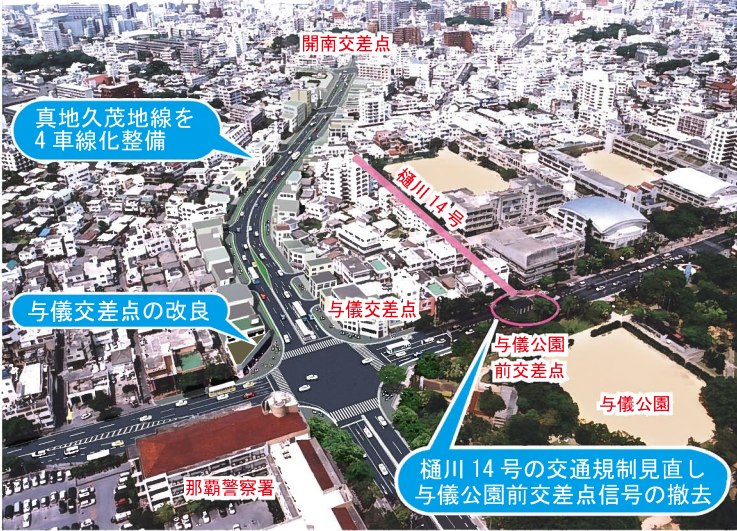 開南交差点
真地久茂地線を
4車線化整備
樋川14号
与儀交差点の改良
与儀交差点
与儀公園
前交差点
与儀公園
那覇警察署
樋川14号の交通規制見直し
与儀公園前交差点信号の撤去